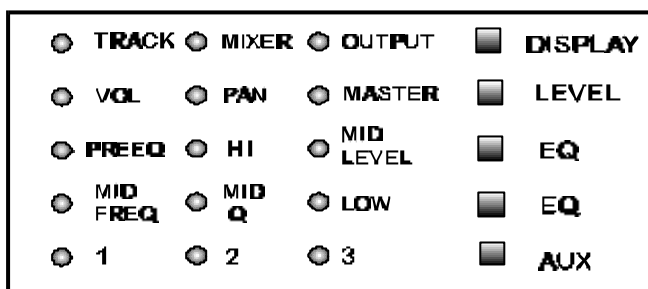 TRACK MIXER OUTPUT DISPLAY
VOL PAN MASTER LEVEL
PREEQ HI MID LEVEL EQ
MID FREQ MID Q LOW EQ
1 2 3 AUX